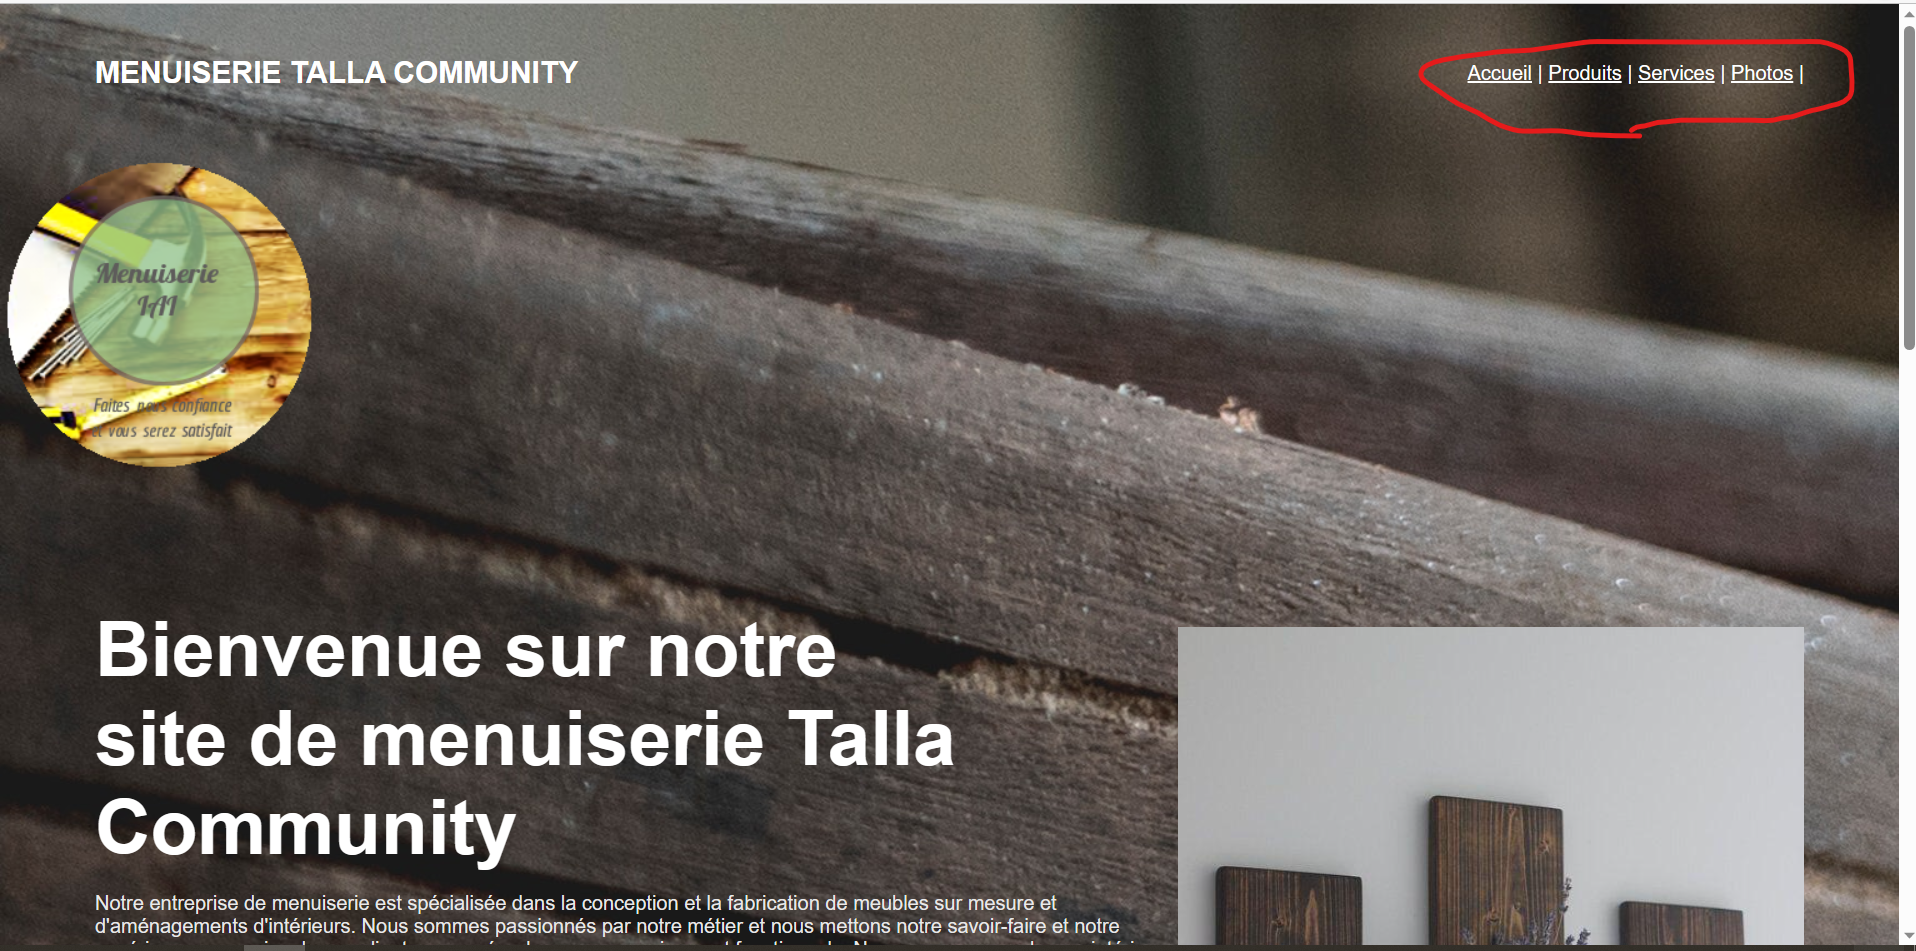 MENUISERIE TALLA COMMUNITY
Accueil | Produits | Services | Photos |
Menuiserie
IAI
Faites nous confiance
et vous serez satisfait
Bienvenue sur notre
site de menuiserie Talla
Community
Notre entreprise de menuiserie est spécialisée dans la conception et la fabrication de meubles sur mesure et
d'aménagements d'intérieurs. Nous sommes passionnés par notre métier et nous mettons notre savoir-faire et notre